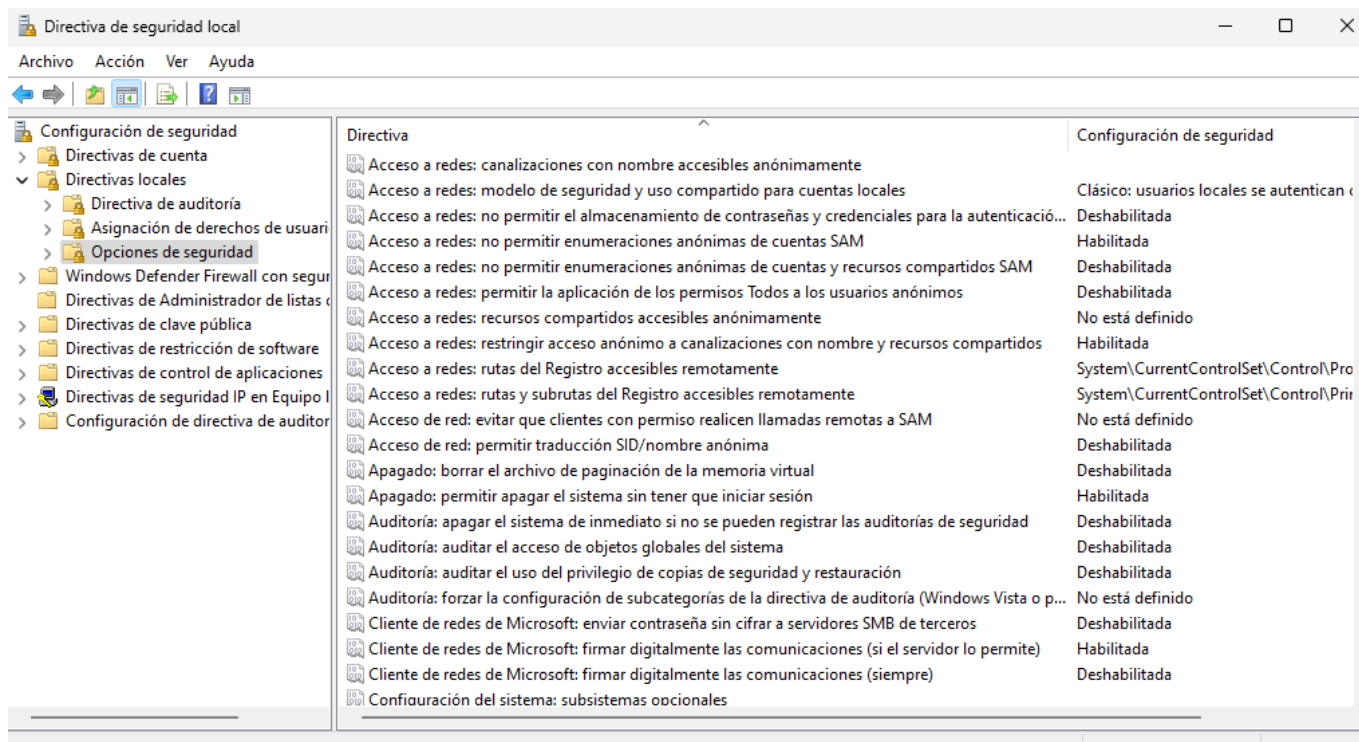 Directiva de seguridad local
Archivo Acción Ver Ayuda
Configuración de seguridad
Directivas de cuenta
Directivas locales
Directiva de auditoría
Asignación de derechos de usuari
Opciones de seguridad
Windows Defender Firewall con segur
Directivas de Administrador de listas
Directivas de clave pública
Directivas de restricción de software
Directivas de control de aplicaciones
Directivas de seguridad IP en Equipo l
Configuración de directiva de auditor
Directiva Configuración de seguridad
Acceso a redes: canalizaciones con nombre accesibles anónimamente
Acceso a redes: modelo de seguridad y uso compartido para cuentas locales Clásico: usuarios locales se autentican
Acceso a redes: no permitir el almacenamiento de contraseñas y credenciales para la autenticació... Deshabilitada
Acceso a redes: no permitir enumeraciones anónimas de cuentas SAM Habilitada
Acceso a redes: no permitir enumeraciones anónimas de cuentas y recursos compartidos SAM Deshabilitada
Acceso a redes: permitir la aplicación de los permisos Todos a los usuarios anónimos Deshabilitada
Acceso a redes: recursos compartidos accesibles anónimamente No está definido
Acceso a redes: restringir acceso anónimo a canalizaciones con nombre y recursos compartidos Habilitada
Acceso a redes: rutas del Registro accesibles remotamente System\CurrentControlSet\Control\Pro
Acceso a redes: rutas y subrutas del Registro accesibles remotamente System\CurrentControlSet\Control\Prin
Acceso de red: evitar que clientes con permiso realicen llamadas remotas a SAM No está definido
Acceso de red: permitir traducción SID/nombre anónima Deshabilitada
Apagado: borrar el archivo de paginación de la memoria virtual Deshabilitada
Apagado: permitir apagar el sistema sin tener que iniciar sesión Habilitada
Auditoría: apagar el sistema de inmediato si no se pueden registrar las auditorías de seguridad Deshabilitada
Auditoría: auditar el acceso de objetos globales del sistema Deshabilitada
Auditoría: auditar el uso del privilegio de copias de seguridad y restauración Deshabilitada
Auditoría: forzar la configuración de subcategorías de la directiva de auditoría (Windows Vista o p... No está definido
Cliente de redes de Microsoft: enviar contraseña sin cifrar a servidores SMB de terceros Deshabilitada
Cliente de redes de Microsoft: firmar digitalmente las comunicaciones (si el servidor lo permite) Habilitada
Cliente de redes de Microsoft: firmar digitalmente las comunicaciones (siempre) Deshabilitada
Configuración del sistema: subsistemas opcionales